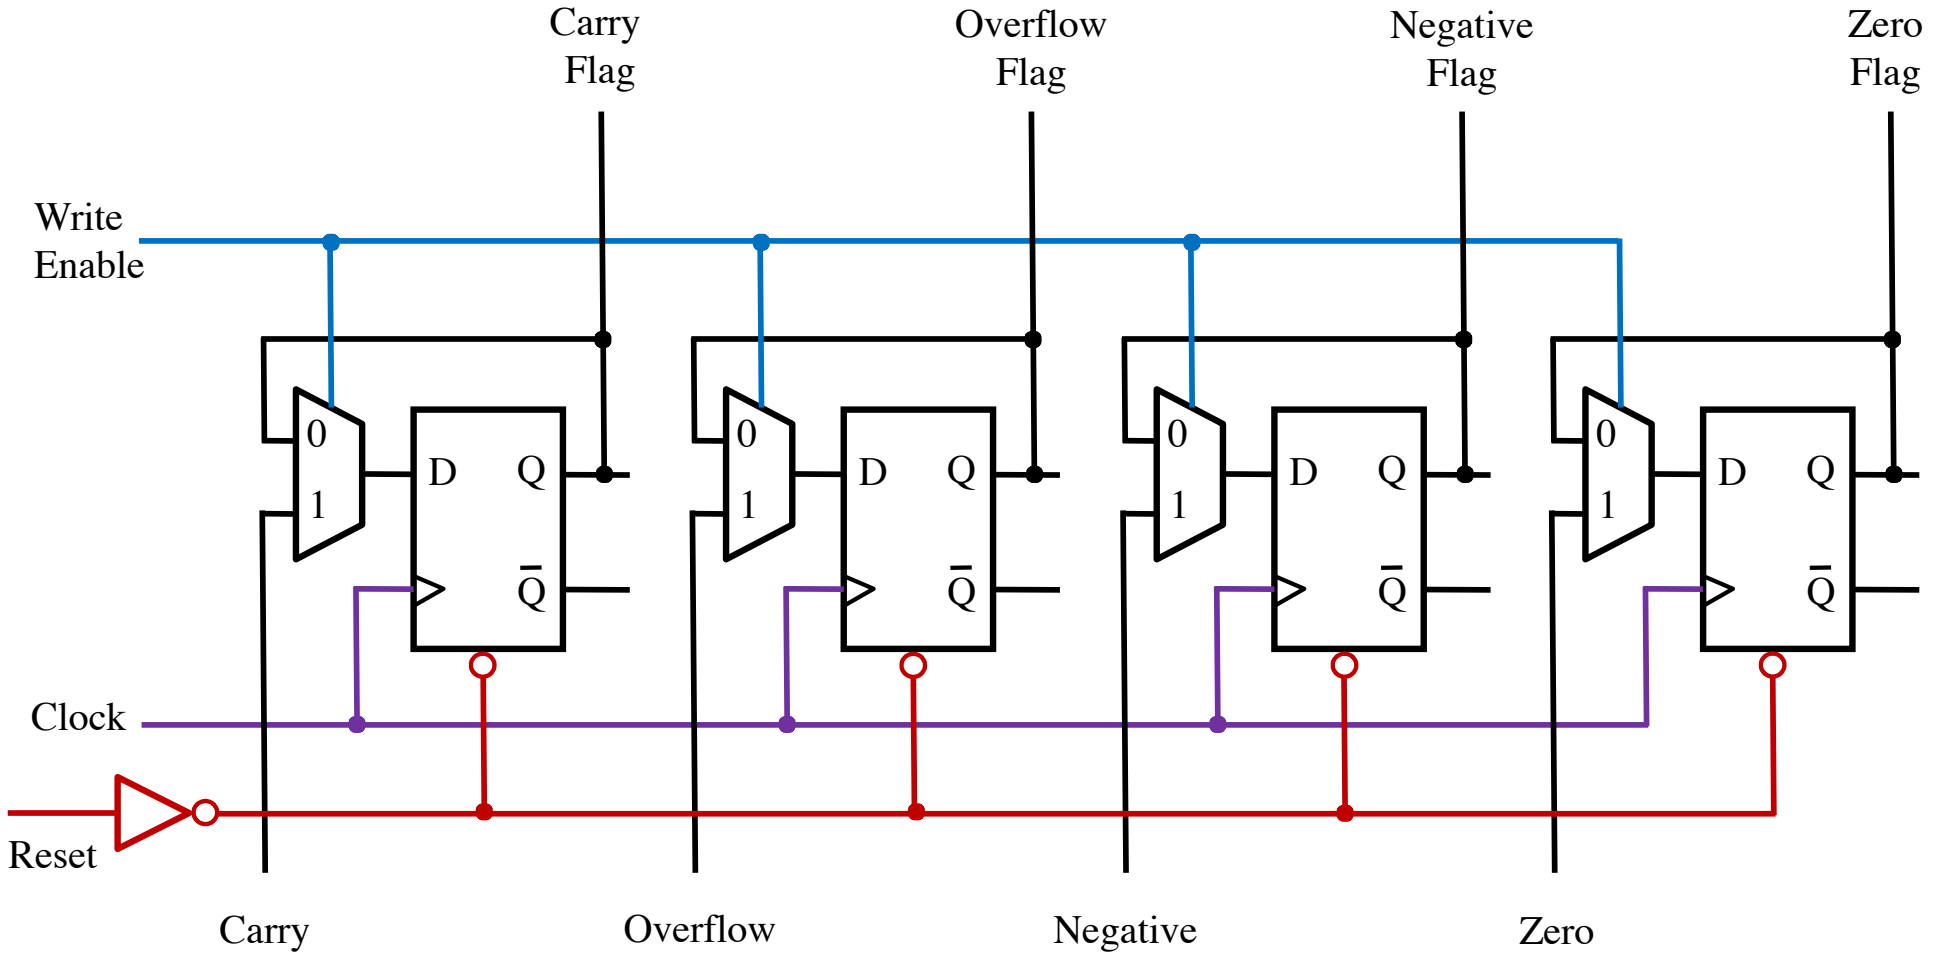 Carry
Flag
Overflow
Flag
Negative
Flag
Zero
Flag
Write
Enable
0
1
D
Q
Q̅
0
1
D
Q
Q̅
0
1
D
Q
Q̅
0
1
D
Q
Q̅
Clock
Reset
Carry
Overflow
Negative
Zero